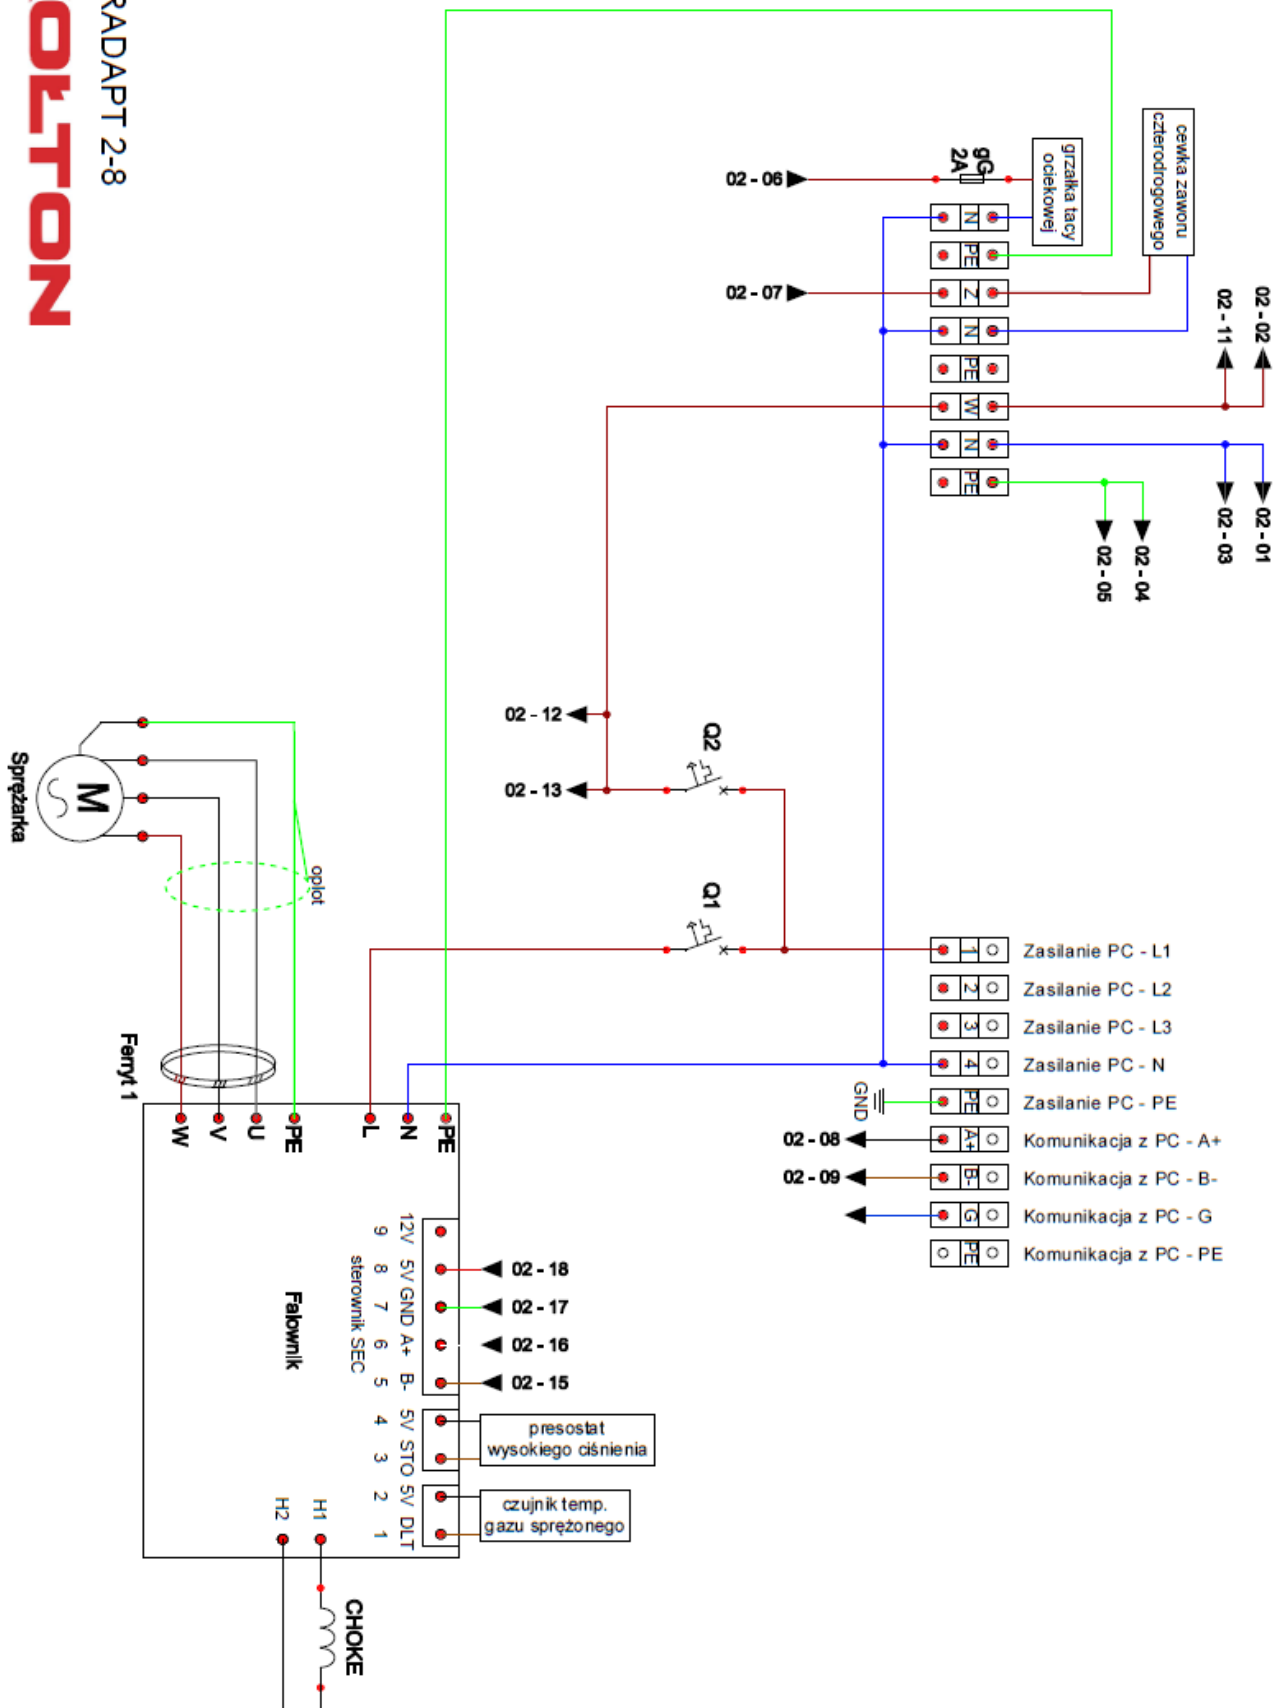 RADAPT 2-8
OŁTON
cewka zaworu
czterodrogowego
grzałka tacy
ociekowej
gG
2A
02 - 06
N
PE
02 - 07
Z
N
PE
W
N
PE
02 - 11
02 - 02
02 - 03
02 - 01
02 - 05
02 - 04
02 - 12
02 - 13
Q2
Q1
M
Sprężarka
oplot
Ferryt 1
1 Zasilanie PC - L1
2 Zasilanie PC - L2
3 Zasilanie PC - L3
4 Zasilanie PC - N
PE Zasilanie PC - PE
GND
02 - 08 A+ Komunikacja z PC - A+
02 - 09 B- Komunikacja z PC - B-
G Komunikacja z PC - G
PE Komunikacja z PC - PE
W V U PE L N PE
9 12V
8 5V 02 - 18
7 GND 02 - 17
6 A+ 02 - 16
5 B- 02 - 15
sterownik SEC
4 5V
3 STO
presostat
wysokiego ciśnienia
2 5V
1 DLT
czujnik temp.
gazu sprężonego
Falownik
H2
H1
CHOKE